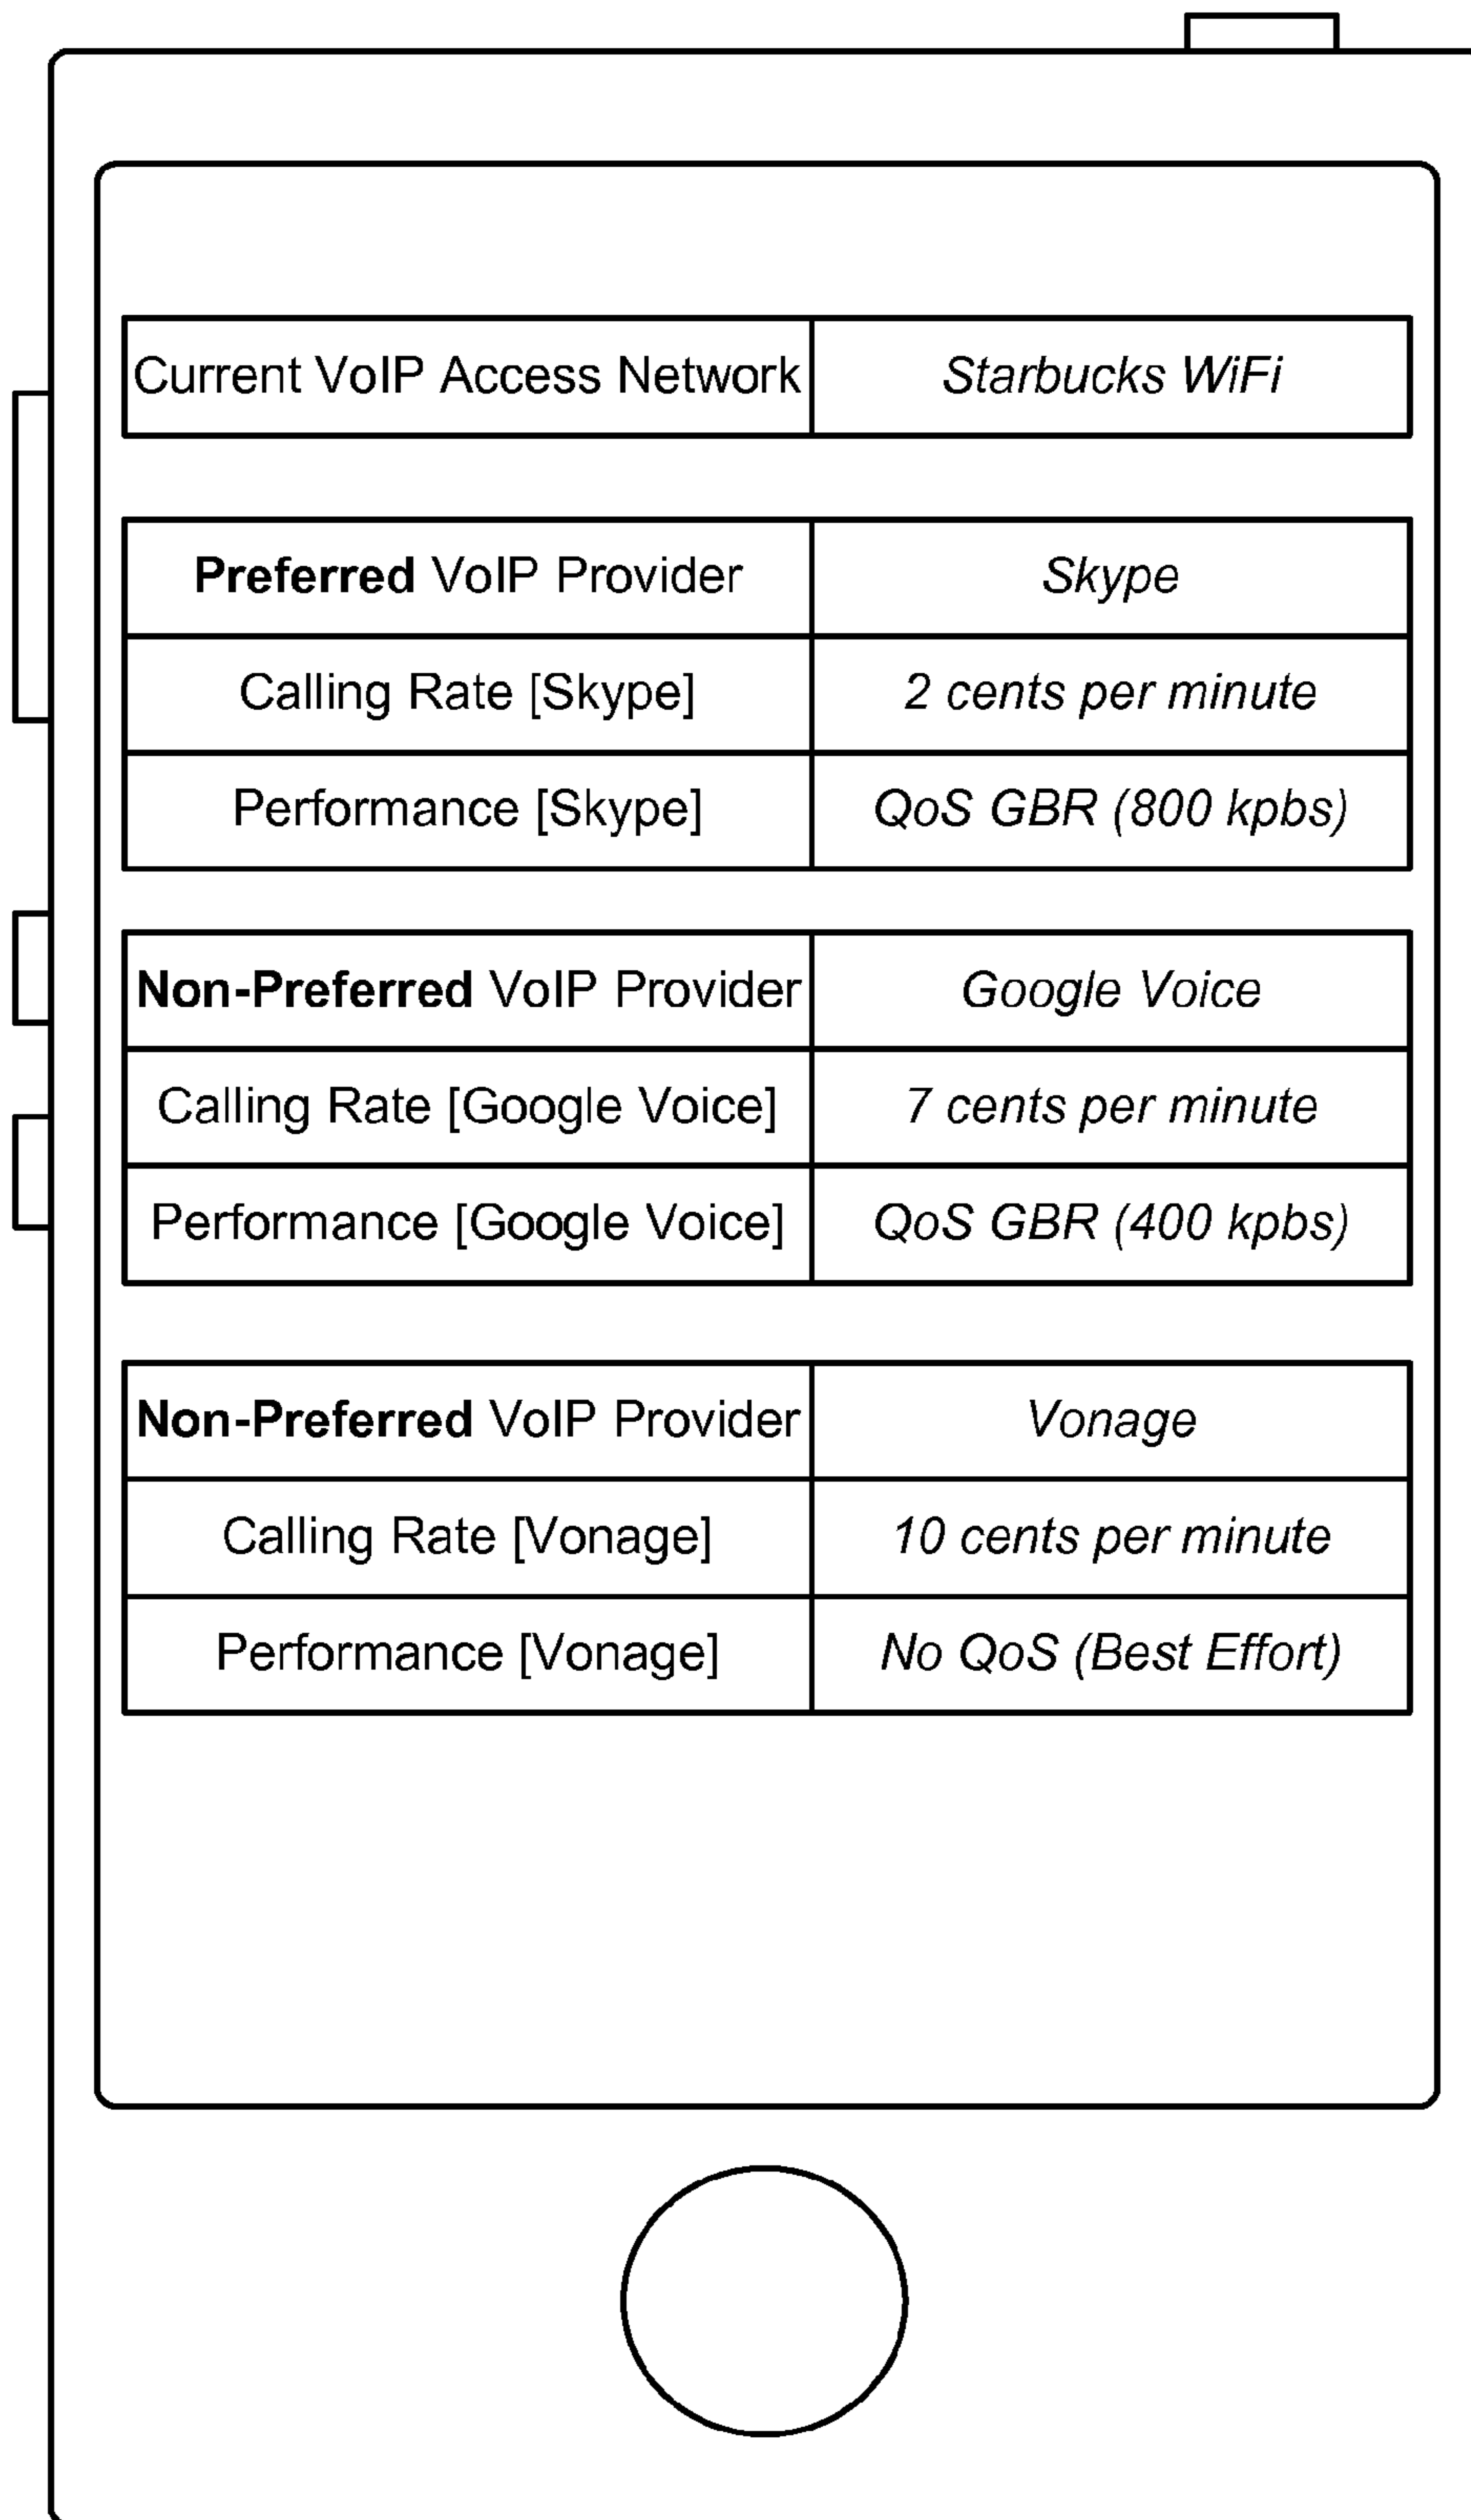 Current VoIP Access Network Starbucks WiFi
Preferred VoIP Provider Skype
Calling Rate [Skype] 2 cents per minute
Performance [Skype] QoS GBR (800 kpbs)
Non-Preferred VoIP Provider Google Voice
Calling Rate [Google Voice] 7 cents per minute
Performance [Google Voice] QoS GBR (400 kpbs)
Non-Preferred VoIP Provider Vonage
Calling Rate [Vonage] 10 cents per minute
Performance [Vonage] No QoS (Best Effort)